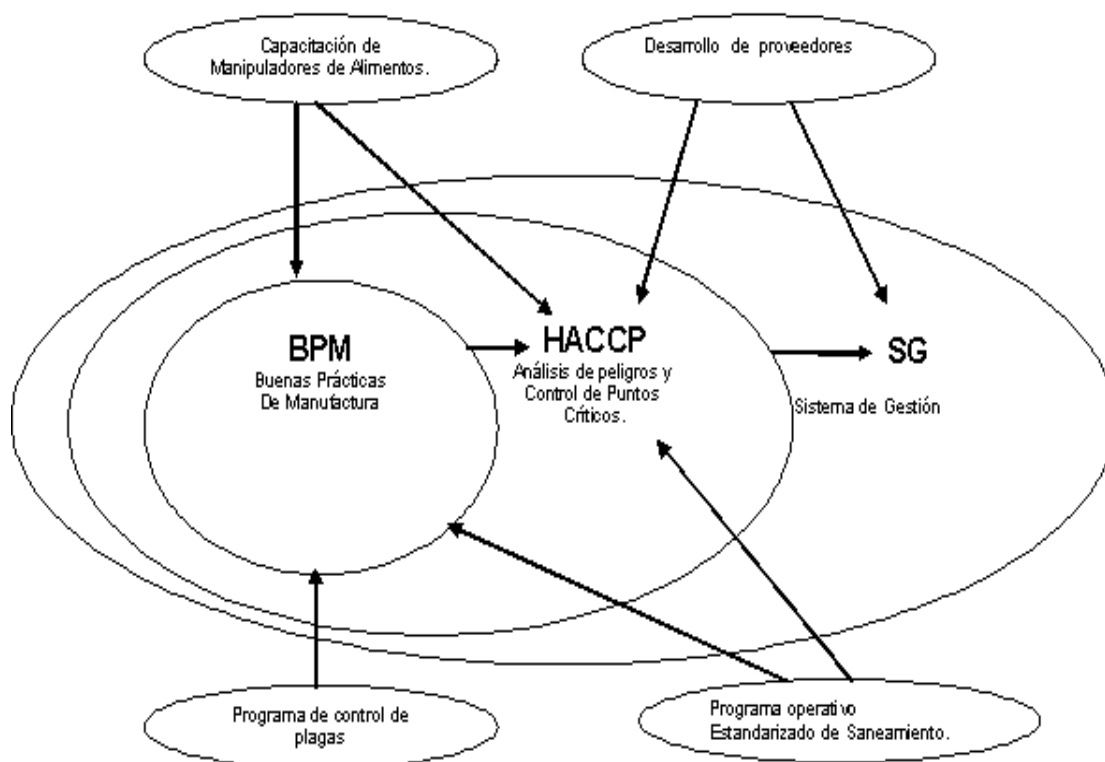 Capacitación de
Manipuladores de Alimentos.
Desarrollo de proveedores
BPM
Buenas Prácticas
De Manufactura
HACCP
Análisis de peligros y
Control de Puntos
Críticos.
SG
Sistema de Gestión
Programa de control de
plagas
Programa operativo
Estandarizado de Saneamiento.